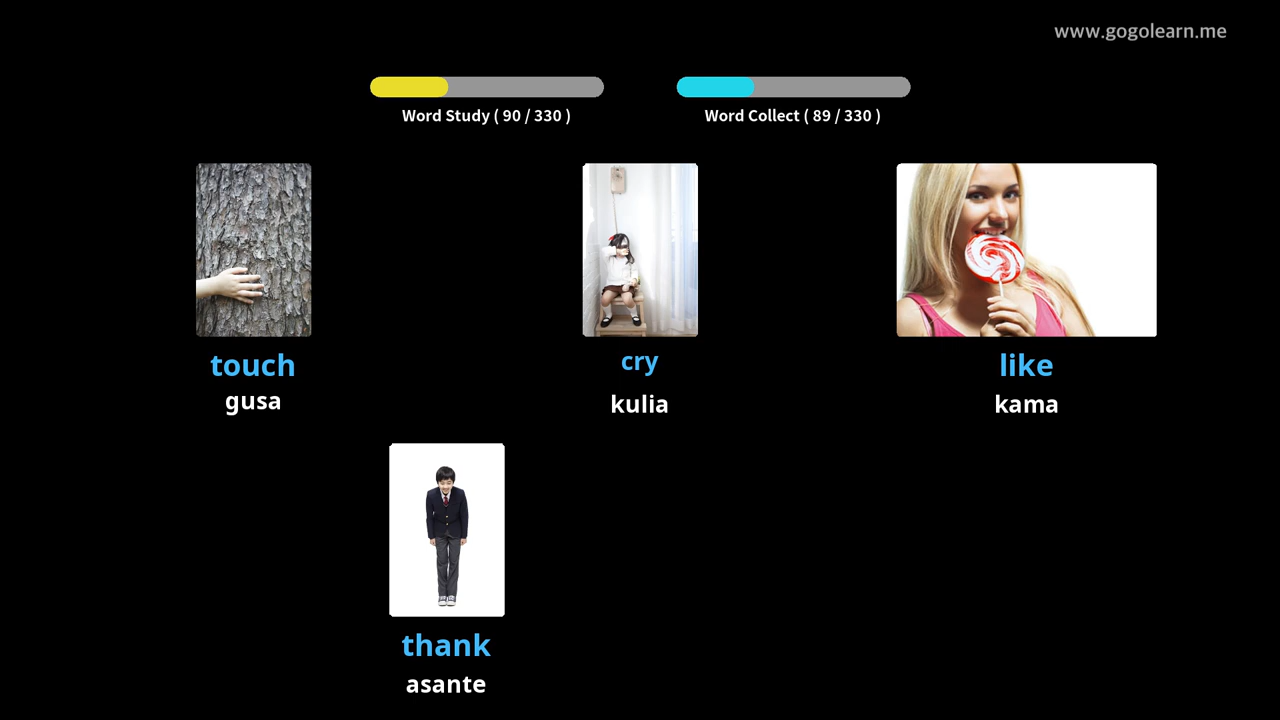 www.gogolearn.me
Word Study ( 90 / 330 )
Word Collect ( 89 / 330 )
touch
gusa
cry
kulia
like
kama
thank
asante